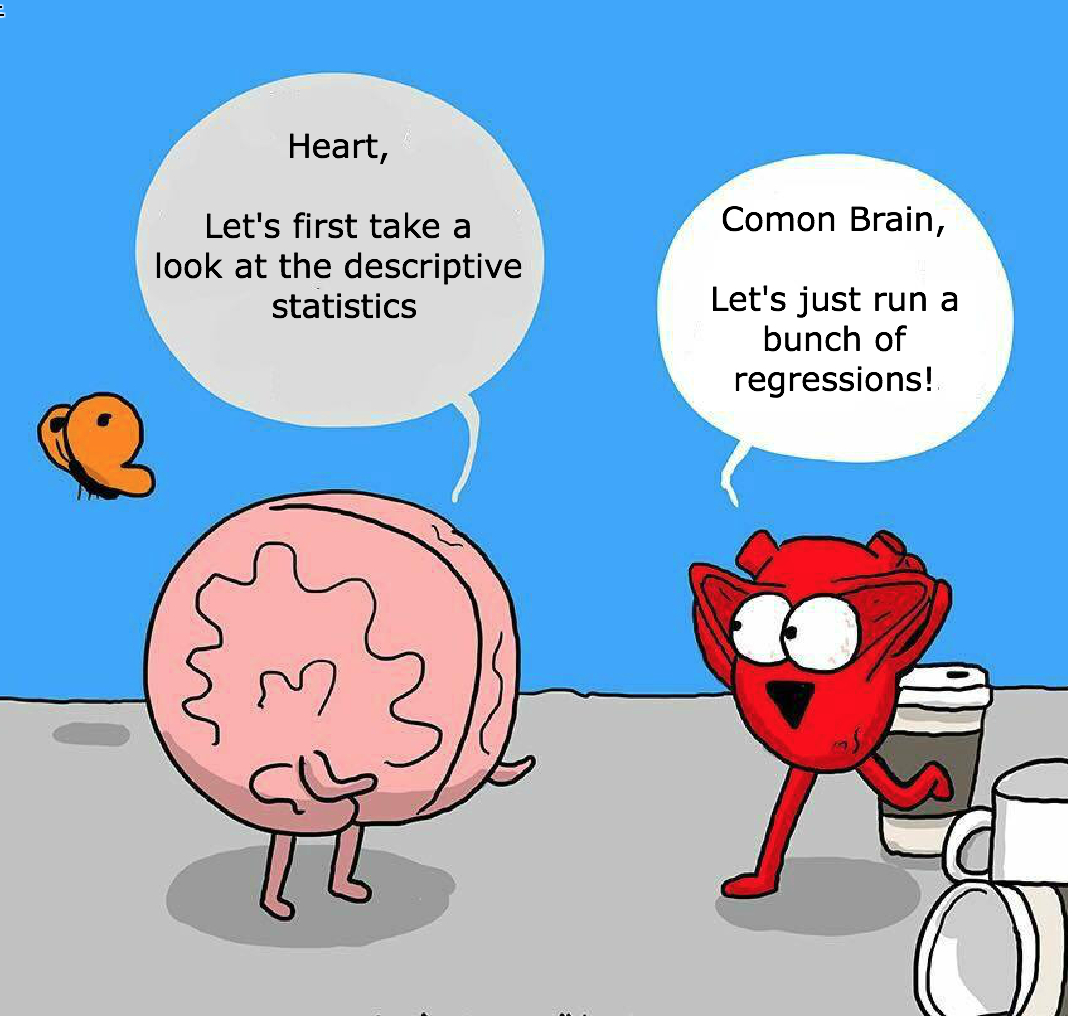 Heart,
Let's first take a
look at the descriptive
statistics
Comon Brain,
Let's just run a
bunch of
regressions!